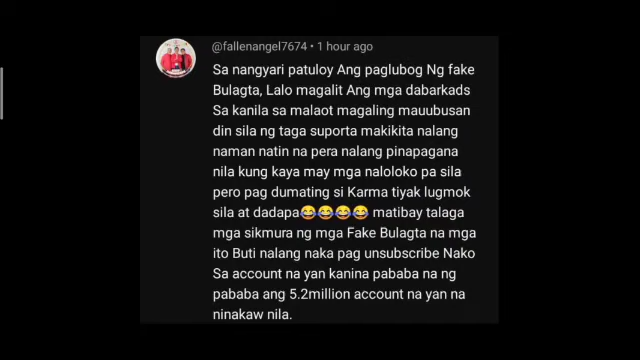 @fallenangel7674 • 1 hour ago
Sa nangyari patuloy Ang paglubog Ng fake
Bulagta, Lalo magalit Ang mga dabarkads
Sa kanila sa malaot magaling mauubusan
din sila ng taga suporta makikita nalang
naman natin na pera nalang pinapagana
nila kung kaya may mga naloloko pa sila
pero pag dumating si Karma tiyak lugmok
sila at dadapa😂😂😂😂 matibay talaga
mga sikmura ng mga Fake Bulagta na mga
ito Buti nalang naka pag unsubscribe Nako
Sa account na yan kanina pababa na ng
pababa ang 5.2million account na yan na
ninakaw nila.